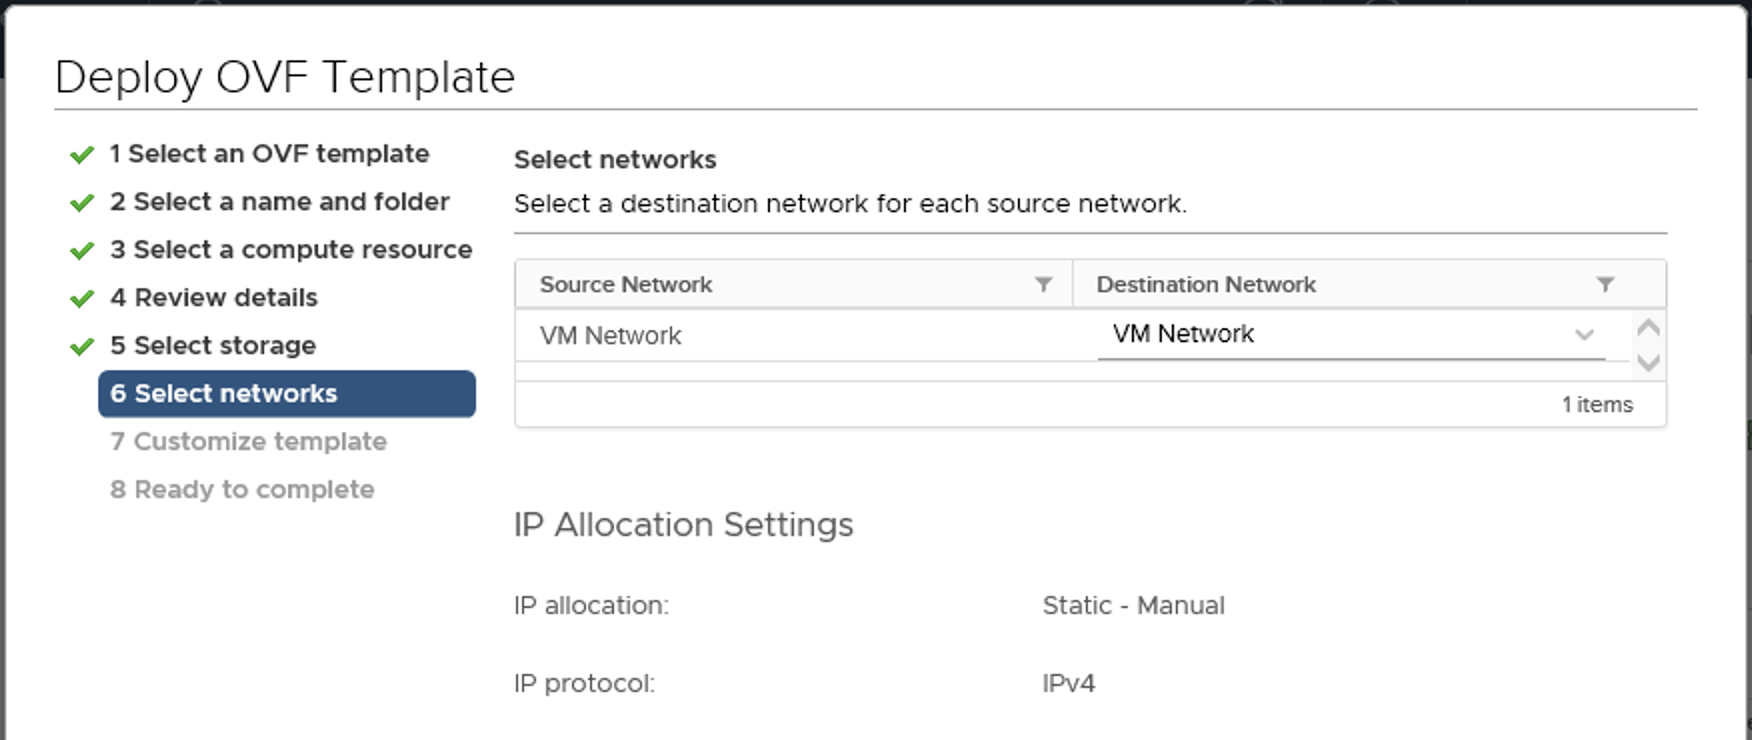 Deploy OVF Template
1 Select an OVF template
2 Select a name and folder
3 Select a compute resource
4 Review details
5 Select storage
6 Select networks
7 Customize template
8 Ready to complete
Select networks
Select a destination network for each source network.
Source Network Destination Network
VM Network VM Network
1 items
IP Allocation Settings
IP allocation: Static - Manual
IP protocol: IPv4